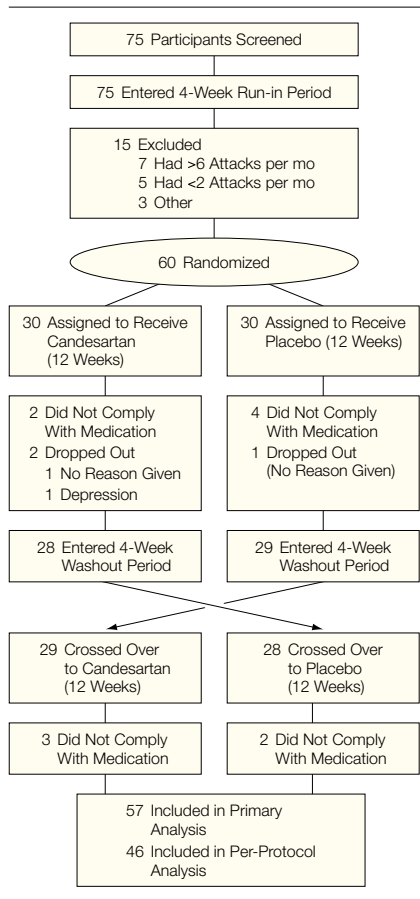 75 Participants Screened
75 Entered 4-Week Run-in Period
15 Excluded
7 Had >6 Attacks per mo
5 Had <2 Attacks per mo
3 Other
60 Randomized
30 Assigned to Receive
Candesartan
(12 Weeks)
30 Assigned to Receive
Placebo (12 Weeks)
2 Did Not Comply
With Medication
2 Dropped Out
1 No Reason Given
1 Depression
4 Did Not Comply
With Medication
1 Dropped Out
(No Reason Given)
28 Entered 4-Week
Washout Period
29 Entered 4-Week
Washout Period
29 Crossed Over
to Candesartan
(12 Weeks)
28 Crossed Over
to Placebo
(12 Weeks)
3 Did Not Comply
With Medication
2 Did Not Comply
With Medication
57 Included in Primary
Analysis
46 Included in Per-Protocol
Analysis